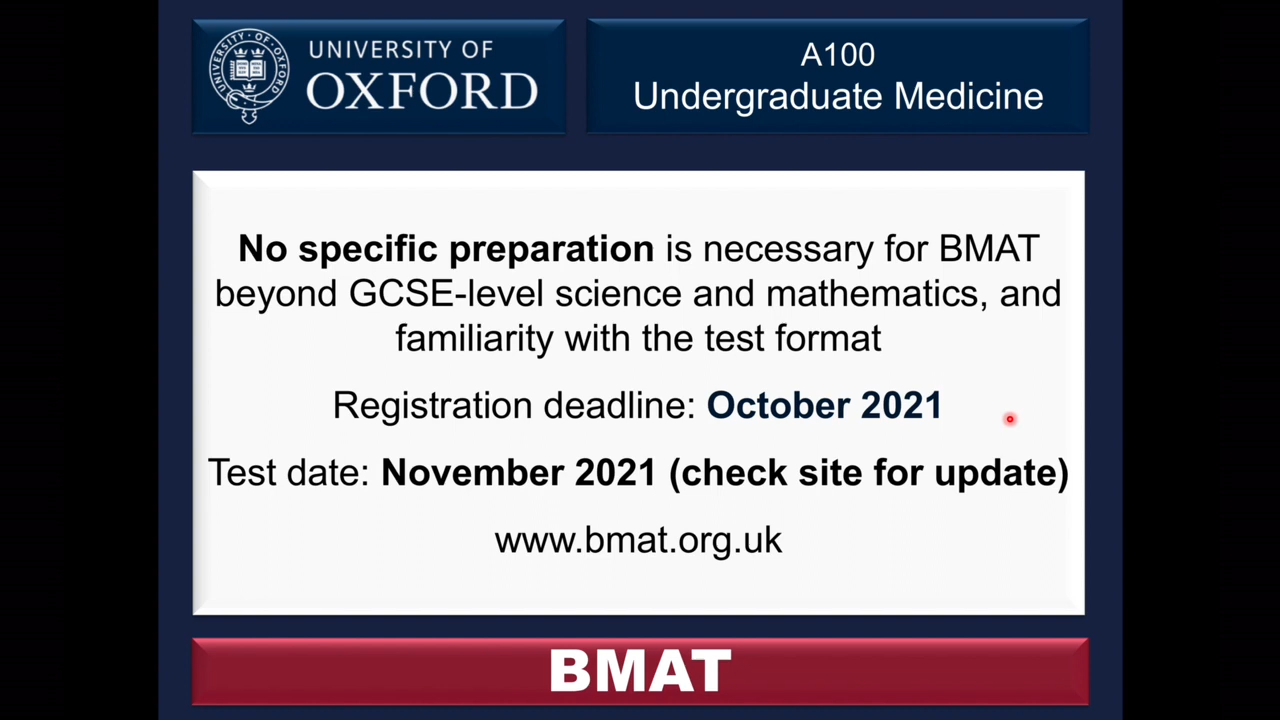 UNIVERSITY OF
OXFORD
A100
Undergraduate Medicine
No specific preparation is necessary for BMAT
beyond GCSE-level science and mathematics, and
familiarity with the test format
Registration deadline: October 2021
Test date: November 2021 (check site for update)
www.bmat.org.uk
BMAT